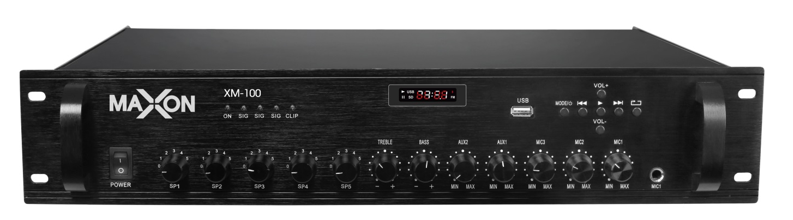 MAXON
XM-100
ON SIG SIG SIG CLIP
USB
VOL+
MODE/⏻
VOL-
I
O
POWER
SP1 SP2 SP3 SP4 SP5
TREBLE BASS AUX2 AUX1 MIC3 MIC2 MIC1
- + - + MIN MAX MIN MAX MIN MAX MIN MAX MIN MAX
MIC1